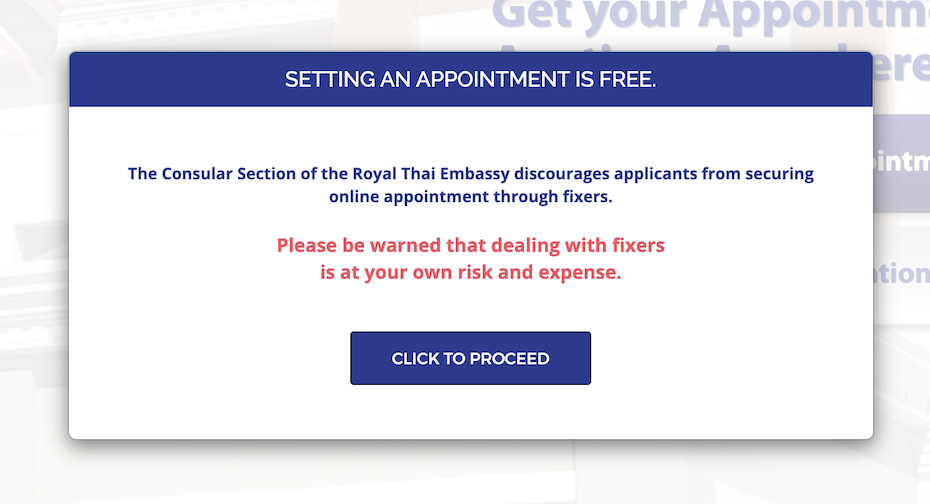 Get your Appointm
SETTING AN APPOINTMENT IS FREE.
The Consular Section of the Royal Thai Embassy discourages applicants from securing
online appointment through fixers.
Please be warned that dealing with fixers
is at your own risk and expense.
CLICK TO PROCEED